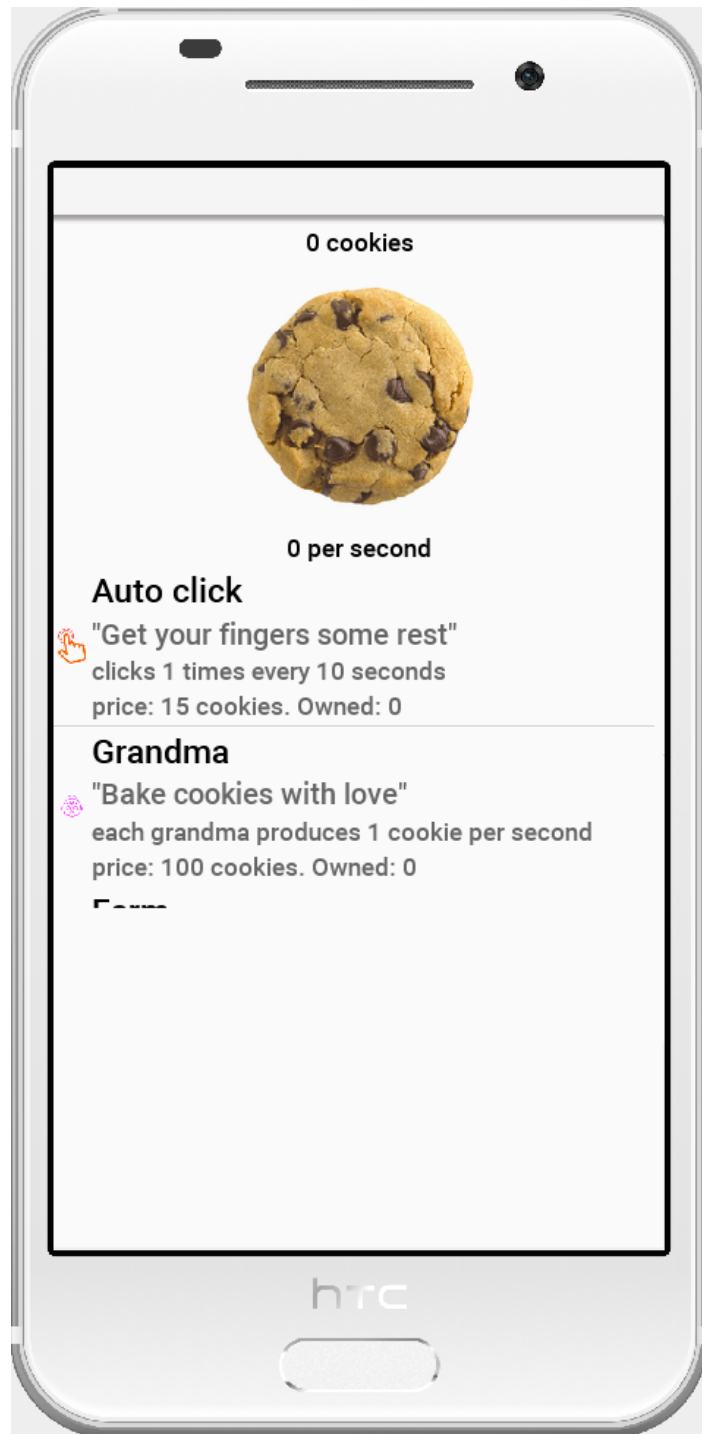 0 cookies
0 per second
Auto click
"Get your fingers some rest"
clicks 1 times every 10 seconds
price: 15 cookies. Owned: 0
Grandma
"Bake cookies with love"
each grandma produces 1 cookie per second
price: 100 cookies. Owned: 0
Farm
htc